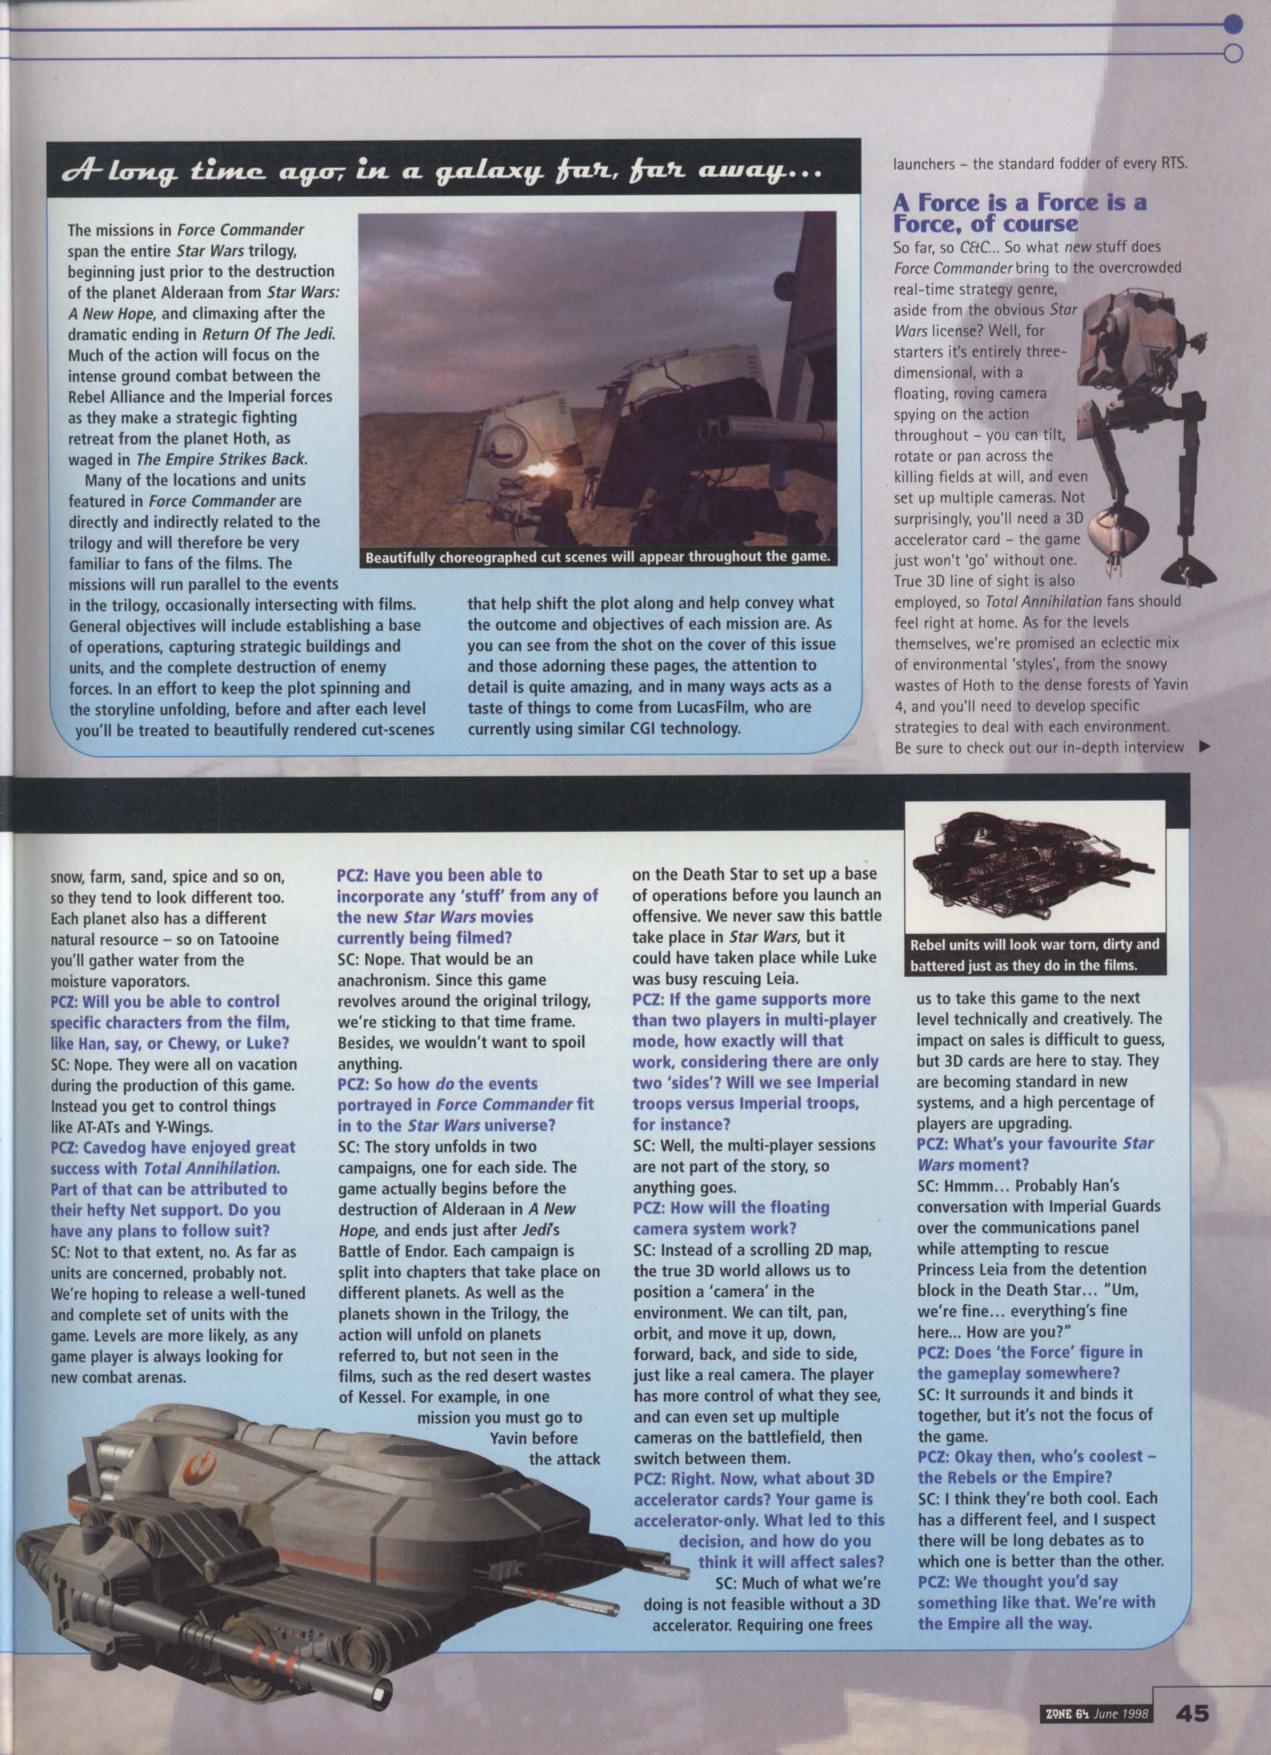 A long time ago, in a galaxy far, far away...
The missions in Force Commander
span the entire Star Wars trilogy,
beginning just prior to the destruction
of the planet Alderaan from Star Wars:
A New Hope, and climaxing after the
dramatic ending in Return Of The Jedi.
Much of the action will focus on the
intense ground combat between the
Rebel Alliance and the Imperial forces
as they make a strategic fighting
retreat from the planet Hoth, as
waged in The Empire Strikes Back.
Many of the locations and units
featured in Force Commander are
directly and indirectly related to the
trilogy and will therefore be very
familiar to fans of the films. The
missions will run parallel to the events
in the trilogy, occasionally intersecting with films.
General objectives will include establishing a base
of operations, capturing strategic buildings and
units, and the complete destruction of enemy
forces. In an effort to keep the plot spinning and
the storyline unfolding, before and after each level
you'll be treated to beautifully rendered cut-scenes
Beautifully choreographed cut scenes will appear throughout the game.
that help shift the plot along and help convey what
the outcome and objectives of each mission are. As
you can see from the shot on the cover of this issue
and those adorning these pages, the attention to
detail is quite amazing, and in many ways acts as a
taste of things to come from LucasFilm, who are
currently using similar CGI technology.
launchers – the standard fodder of every RTS.
A Force is a Force is a
Force, of course
So far, so C&C... So what new stuff does
Force Commander bring to the overcrowded
real-time strategy genre,
aside from the obvious Star
Wars license? Well, for
starters it's entirely three-
dimensional, with a
floating, roving camera
spying on the action
throughout – you can tilt,
rotate or pan across the
killing fields at will, and even
set up multiple cameras. Not
surprisingly, you'll need a 3D
accelerator card – the game
just won't 'go' without one.
True 3D line of sight is also
employed, so Total Annihilation fans should
feel right at home. As for the levels
themselves, we're promised an eclectic mix
of environmental 'styles', from the snowy
wastes of Hoth to the dense forests of Yavin
4, and you'll need to develop specific
strategies to deal with each environment.
Be sure to check out our in-depth interview ▶
snow, farm, sand, spice and so on,
so they tend to look different too.
Each planet also has a different
natural resource – so on Tatooine
you'll gather water from the
moisture vaporators.
PCZ: Will you be able to control
specific characters from the film,
like Han, say, or Chewy, or Luke?
SC: Nope. They were all on vacation
during the production of this game.
Instead you get to control things
like AT-ATs and Y-Wings.
PCZ: Cavedog have enjoyed great
success with Total Annihilation.
Part of that can be attributed to
their hefty Net support. Do you
have any plans to follow suit?
SC: Not to that extent, no. As far as
units are concerned, probably not.
We're hoping to release a well-tuned
and complete set of units with the
game. Levels are more likely, as any
game player is always looking for
new combat arenas.
PCZ: Have you been able to
incorporate any 'stuff' from any of
the new Star Wars movies
currently being filmed?
SC: Nope. That would be an
anachronism. Since this game
revolves around the original trilogy,
we're sticking to that time frame.
Besides, we wouldn't want to spoil
anything.
PCZ: So how do the events
portrayed in Force Commander fit
in to the Star Wars universe?
SC: The story unfolds in two
campaigns, one for each side. The
game actually begins before the
destruction of Alderaan in A New
Hope, and ends just after Jedi's
Battle of Endor. Each campaign is
split into chapters that take place on
different planets. As well as the
planets shown in the Trilogy, the
action will unfold on planets
referred to, but not seen in the
films, such as the red desert wastes
of Kessel. For example, in one
mission you must go to
Yavin before
the attack
on the Death Star to set up a base
of operations before you launch an
offensive. We never saw this battle
take place in Star Wars, but it
could have taken place while Luke
was busy rescuing Leia.
PCZ: If the game supports more
than two players in multi-player
mode, how exactly will that
work, considering there are only
two 'sides'? Will we see Imperial
troops versus Imperial troops,
for instance?
SC: Well, the multi-player sessions
are not part of the story, so
anything goes.
PCZ: How will the floating
camera system work?
SC: Instead of a scrolling 2D map,
the true 3D world allows us to
position a 'camera' in the
environment. We can tilt, pan,
orbit, and move it up, down,
forward, back, and side to side,
just like a real camera. The player
has more control of what they see,
and can even set up multiple
cameras on the battlefield, then
switch between them.
PCZ: Right. Now, what about 3D
accelerator cards? Your game is
accelerator-only. What led to this
decision, and how do you
think it will affect sales?
SC: Much of what we're
doing is not feasible without a 3D
accelerator. Requiring one frees
Rebel units will look war torn, dirty and
battered just as they do in the films.
us to take this game to the next
level technically and creatively. The
impact on sales is difficult to guess,
but 3D cards are here to stay. They
are becoming standard in new
systems, and a high percentage of
players are upgrading.
PCZ: What's your favourite Star
Wars moment?
SC: Hmmm... Probably Han's
conversation with Imperial Guards
over the communications panel
while attempting to rescue
Princess Leia from the detention
block in the Death Star... "Um,
we're fine... everything's fine
here... How are you?"
PCZ: Does 'the Force' figure in
the gameplay somewhere?
SC: It surrounds it and binds it
together, but it's not the focus of
the game.
PCZ: Okay then, who's coolest –
the Rebels or the Empire?
SC: I think they're both cool. Each
has a different feel, and I suspect
there will be long debates as to
which one is better than the other.
PCZ: We thought you'd say
something like that. We're with
the Empire all the way.
ZONE 64 June 1998 45